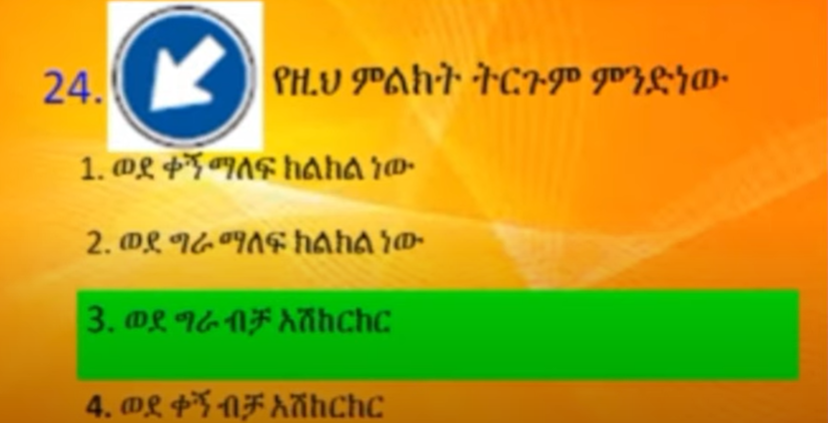 24. የዚህ ምልክት ትርጉም ምንድነው
1. ወደ ቀኝ ማለፍ ክልክል ነው
2. ወደ ግራ ማለፍ ክልክል ነው
3. ወደ ግራ ብቻ አሽከርክር
4. ወደ ቀኝ ብቻ አሽከርክር